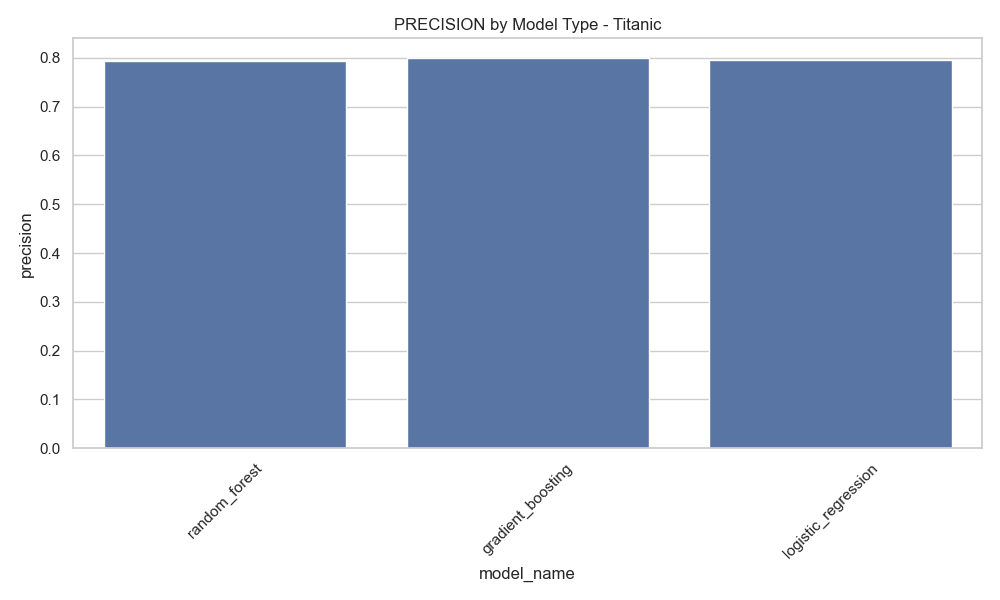 PRECISION by Model Type - Titanic
precision
0.8
0.7
0.6
0.5
0.4
0.3
0.2
0.1
0.0
random_forest
gradient_boosting
logistic_regression
model_name